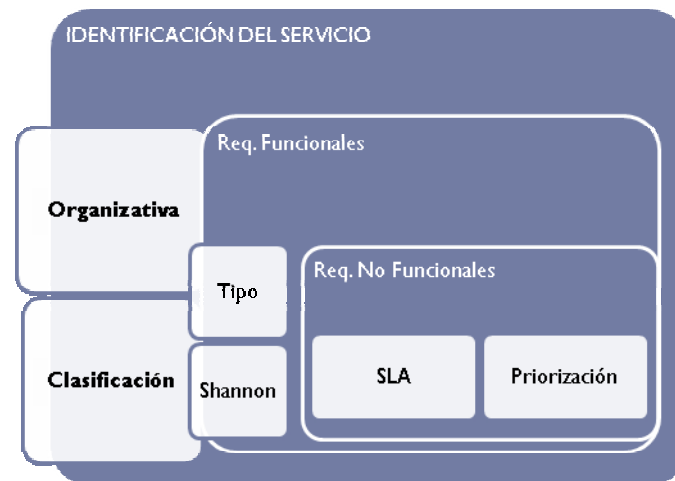 IDENTIFICACIÓN DEL SERVICIO
Req. Funcionales
Organizativa
Req. No Funcionales
Tipo
Clasificación
Shannon
SLA
Priorización